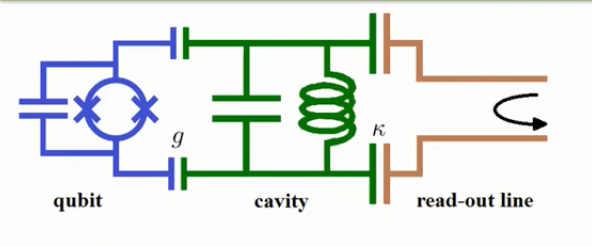 g
κ
qubit
cavity
read-out line